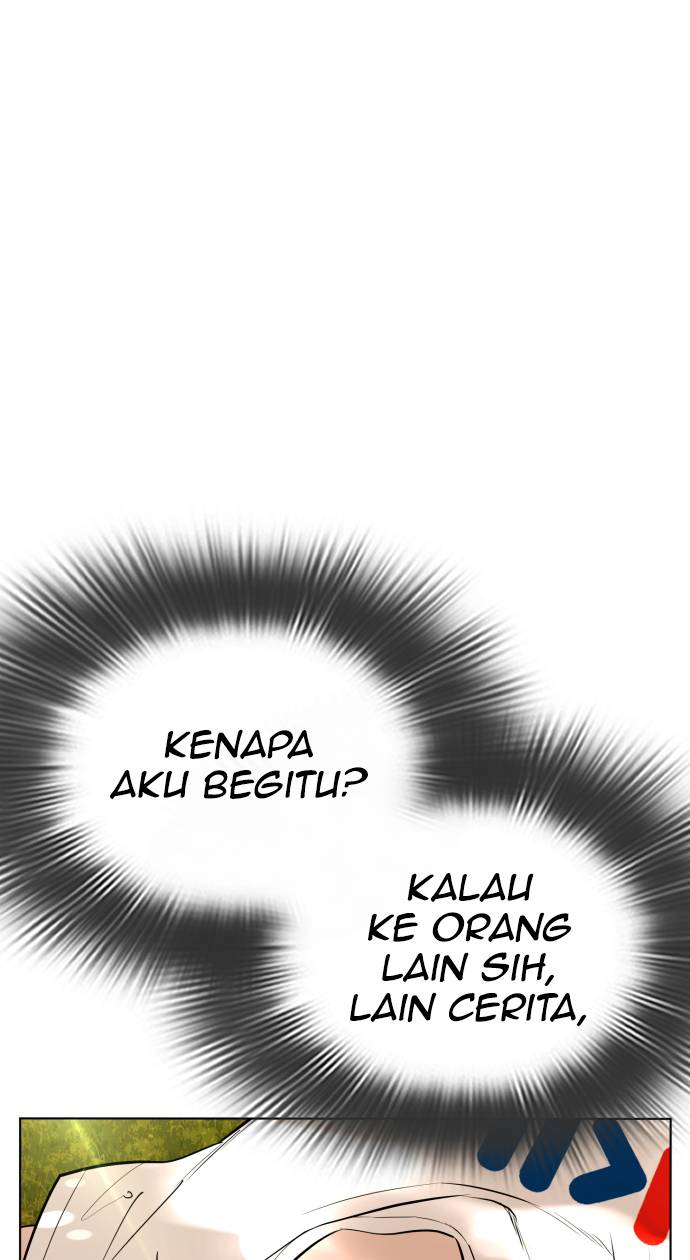 KENAPA
AKU BEGITU?
KALAU
KE ORANG
LAIN SIH,
LAIN CERITA,